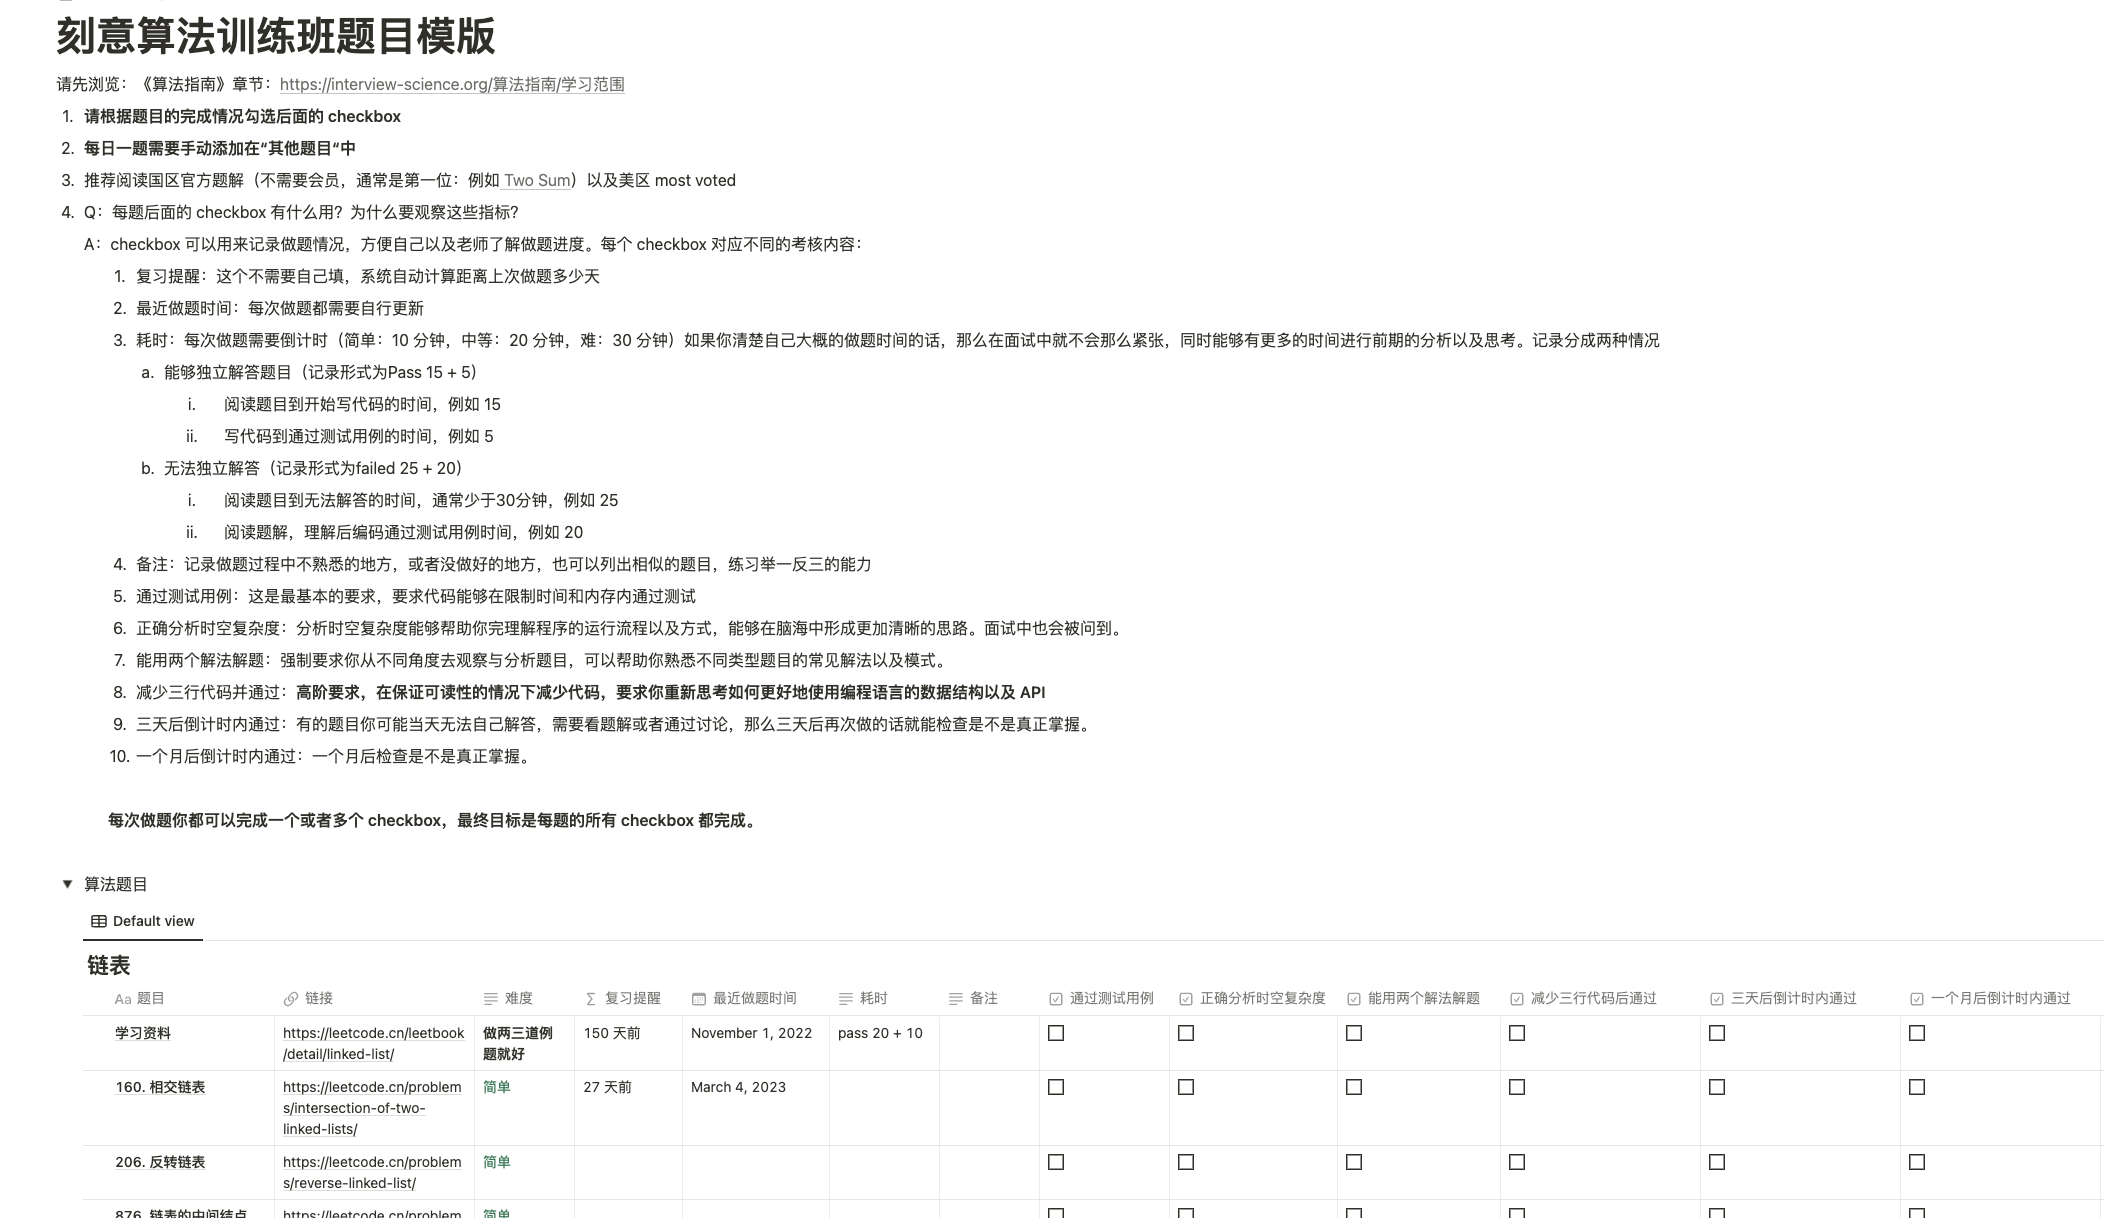 刻意算法训练班题目模版
请先浏览：《算法指南》章节：https://interview-science.org/算法指南/学习范围
1. 请根据题目的完成情况勾选后面的 checkbox
2. 每日一题需要手动添加在“其他题目“中
3. 推荐阅读国区官方题解（不需要会员，通常是第一位：例如 Two Sum）以及美区 most voted
4. Q：每题后面的 checkbox 有什么用？为什么要观察这些指标？
A：checkbox 可以用来记录做题情况，方便自己以及老师了解做题进度。每个 checkbox 对应不同的考核内容：
1. 复习提醒：这个不需要自己填，系统自动计算距离上次做题多少天
2. 最近做题时间：每次做题都需要自行更新
3. 耗时：每次做题需要倒计时（简单：10 分钟，中等：20 分钟，难：30 分钟）如果你清楚自己大概的做题时间的话，那么在面试中就不会那么紧张，同时能够有更多的时间进行前期的分析以及思考。记录分成两种情况
a. 能够独立解答题目（记录形式为Pass 15 + 5）
i. 阅读题目到开始写代码的时间，例如 15
ii. 写代码到通过测试用例的时间，例如 5
b. 无法独立解答（记录形式为failed 25 + 20）
i. 阅读题目到无法解答的时间，通常少于30分钟，例如 25
ii. 阅读题解，理解后编码通过测试用例时间，例如 20
4. 备注：记录做题过程中不熟悉的地方，或者没做好的地方，也可以列出相似的题目，练习举一反三的能力
5. 通过测试用例：这是最基本的要求，要求代码能够在限制时间和内存内通过测试
6. 正确分析时空复杂度：分析时空复杂度能够帮助你完理解程序的运行流程以及方式，能够在脑海中形成更加清晰的思路。面试中也会被问到。
7. 能用两个解法解题：强制要求你从不同角度去观察与分析题目，可以帮助你熟悉不同类型题目的常见解法以及模式。
8. 减少三行代码并通过：高阶要求，在保证可读性的情况下减少代码，要求你重新思考如何更好地使用编程语言的数据结构以及 API
9. 三天后倒计时内通过：有的题目你可能当天无法自己解答，需要看题解或者通过讨论，那么三天后再次做的话就能检查是不是真正掌握。
10. 一个月后倒计时内通过：一个月后检查是不是真正掌握。
每次做题你都可以完成一个或者多个 checkbox，最终目标是每题的所有 checkbox 都完成。
算法题目
Default view
链表
Aa 题目 链接 难度 复习提醒 最近做题时间 耗时 备注 通过测试用例 正确分析时空复杂度 能用两个解法解题 减少三行代码后通过 三天后倒计时内通过 一个月后倒计时内通过
学习资料 https://leetcode.cn/leetbook 做两三道例 150 天前 November 1, 2022 pass 20 + 10
/detail/linked-list/ 题就好
160. 相交链表 https://leetcode.cn/problem 简单 27 天前 March 4, 2023
s/intersection-of-two-
linked-lists/
206. 反转链表 https://leetcode.cn/problem 简单
s/reverse-linked-list/
876. 链表的中间结点 https://leetcode.cn/problem 简单